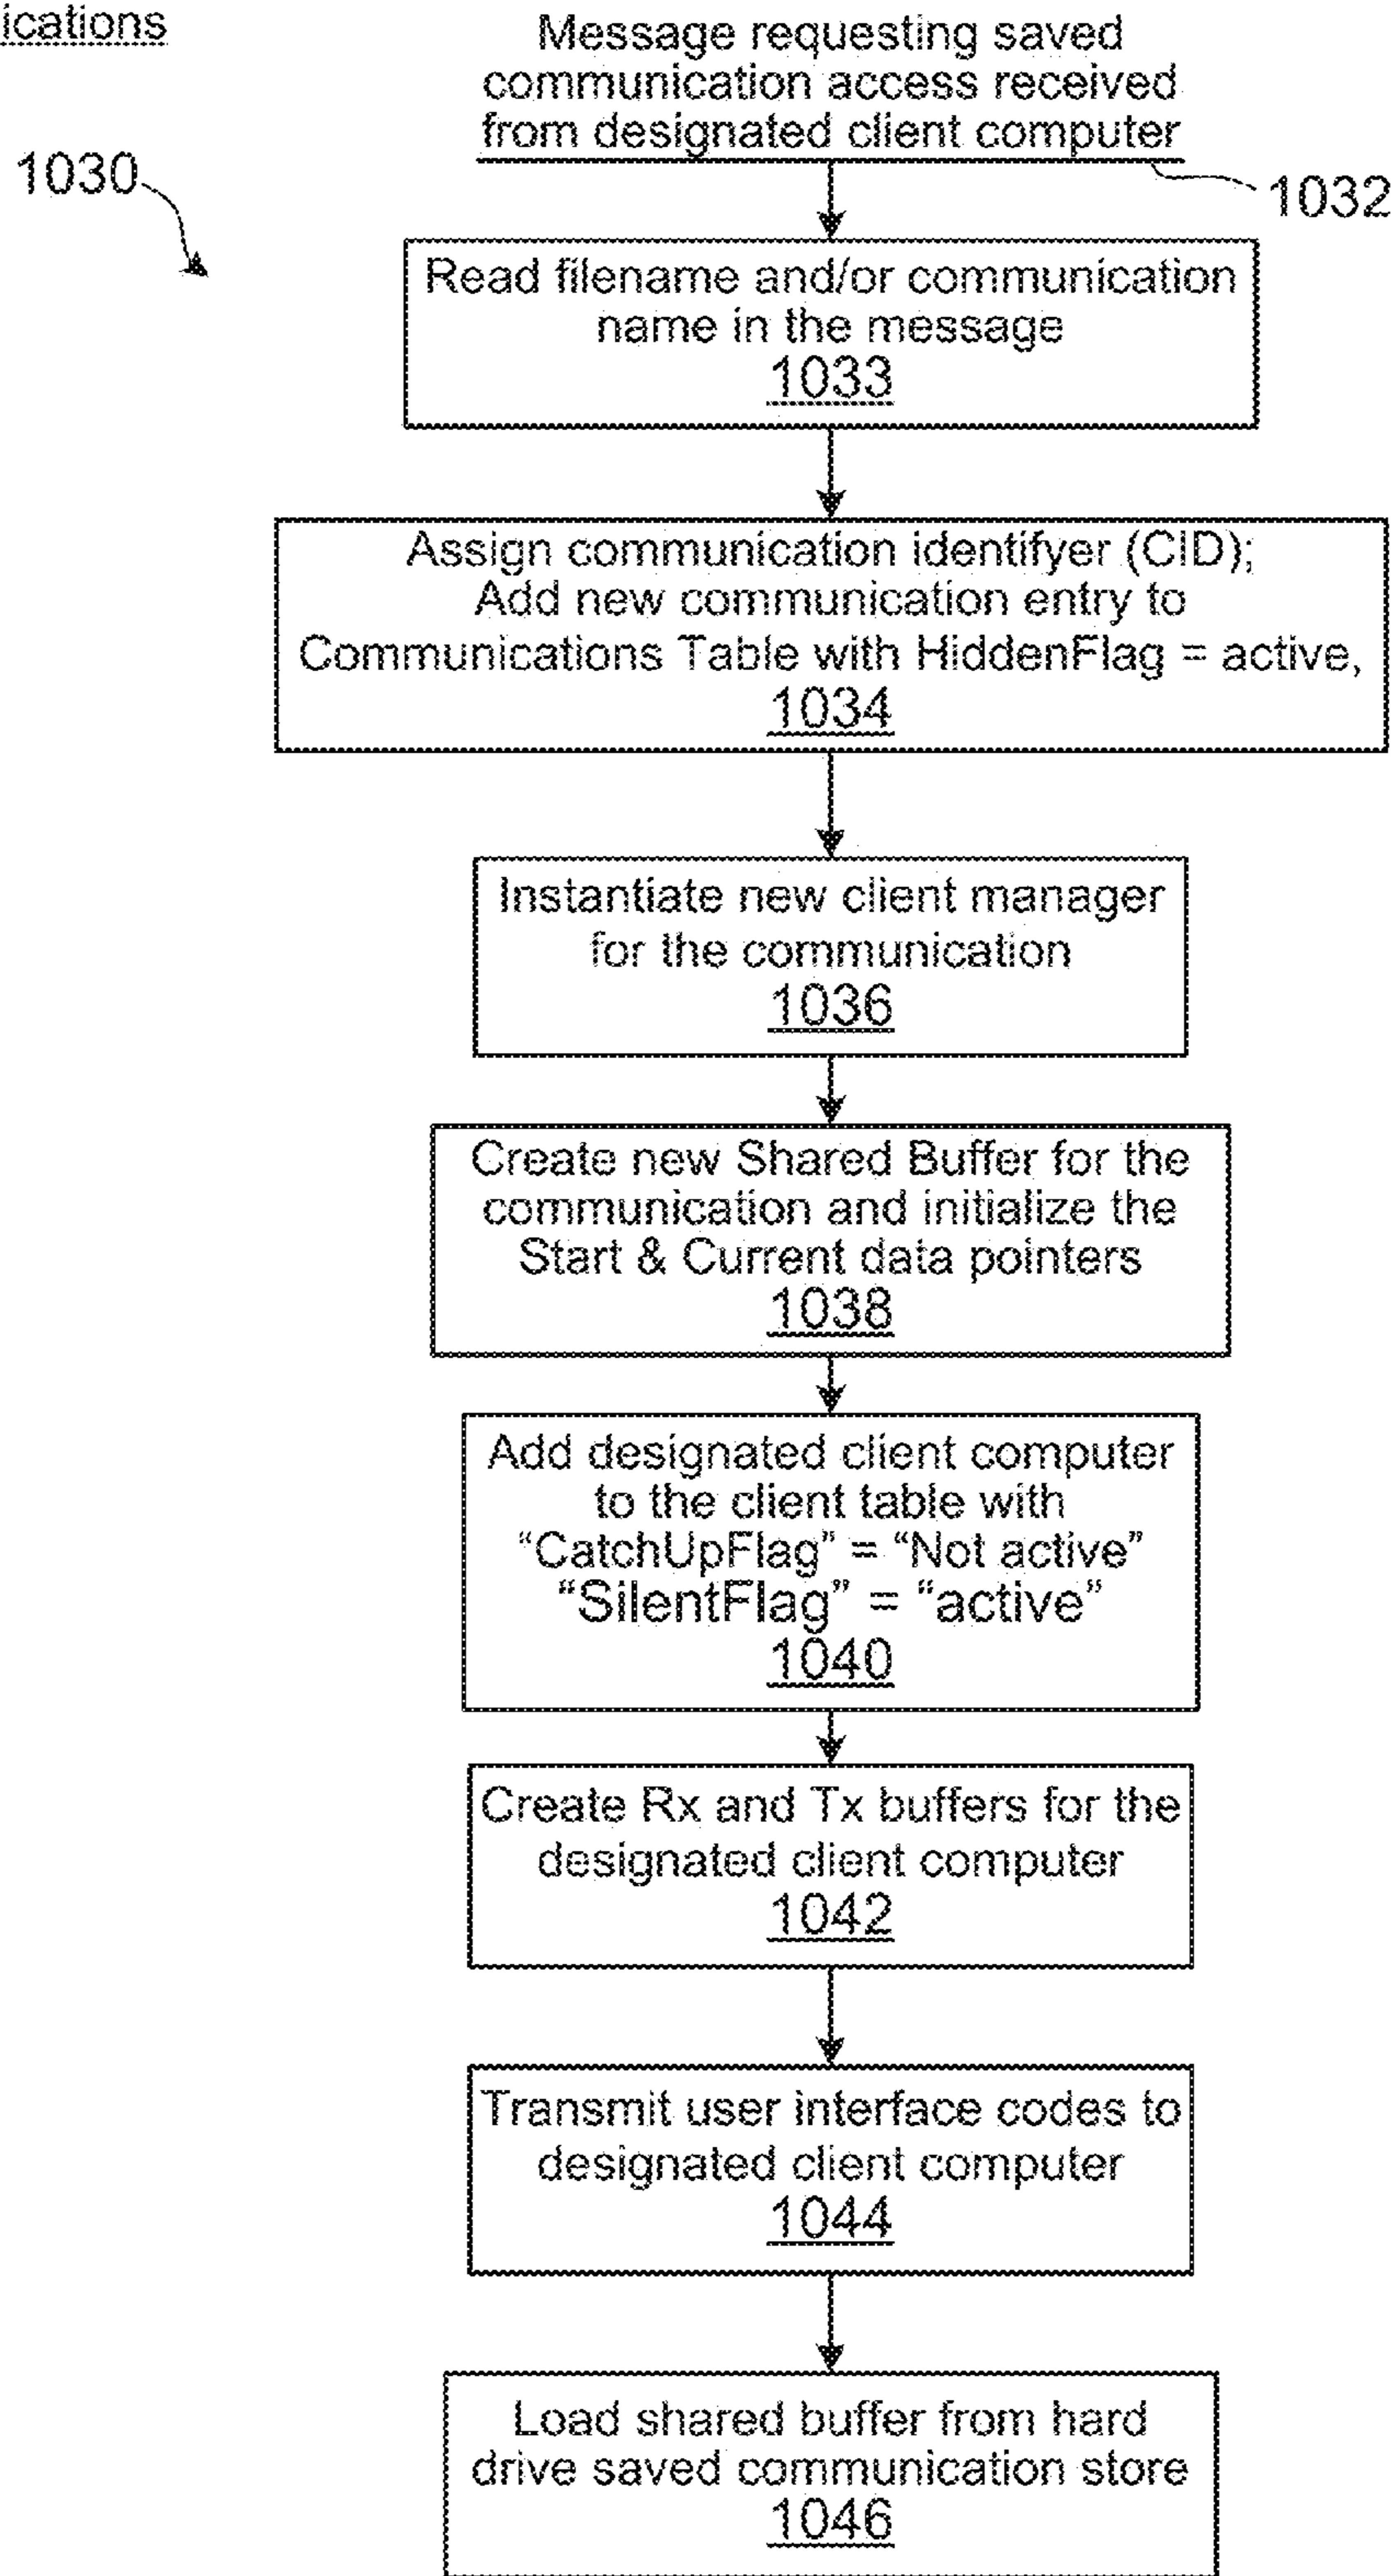 ications
Message requesting saved
communication access received
from designated client computer
1030
1032
Read filename and/or communication
name in the message
1033
Assign communication identifyer (CID);
Add new communication entry to
Communications Table with HiddenFlag = active,
1034
Instantiate new client manager
for the communication
1036
Create new Shared Buffer for the
communication and initialize the
Start & Current data pointers
1038
Add designated client computer
to the client table with
“CatchUpFlag” = “Not active”
“SilentFlag” = “active”
1040
Create Rx and Tx buffers for the
designated client computer
1042
Transmit user interface codes to
designated client computer
1044
Load shared buffer from hard
drive saved communication store
1046